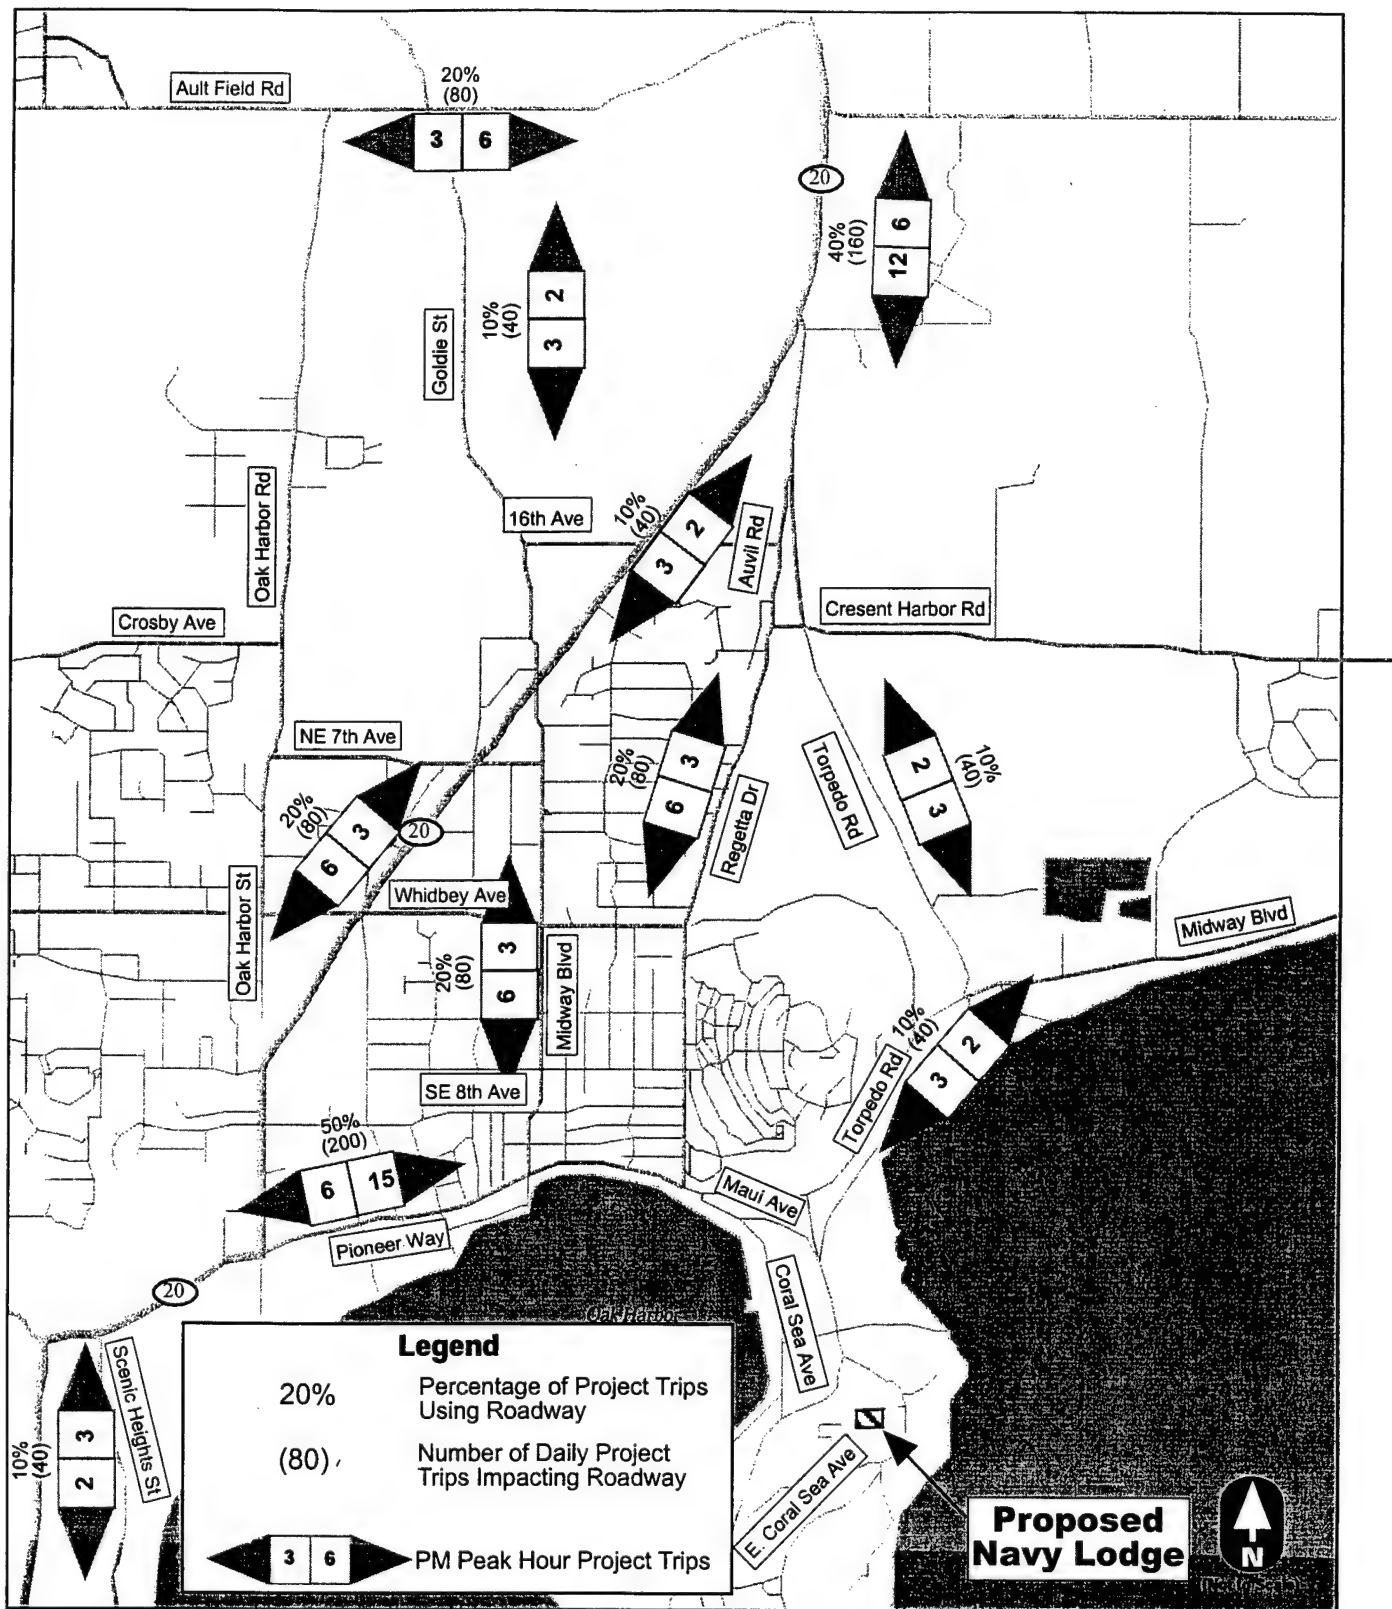 Ault Field Rd
20%
(80)
3 6
20
40%
(160)
12 6
Goldie St
10%
(40)
3 2
Oak Harbor Rd
16th Ave
10%
(40)
3 2
Auvil Rd
Crosby Ave
Cresent Harbor Rd
NE 7th Ave
20%
(80)
6 3
20
20%
(80)
6 3
Regetta Dr
Torpedo Rd
10%
(40)
2 3
Whidbey Ave
Oak Harbor St
20%
(80)
6 3
Midway Blvd
Midway Blvd
SE 8th Ave
Torpedo Rd
10%
(40)
3 2
50%
(200)
6 15
Pioneer Way
Maui Ave
20
Coral Sea Ave
Oak Harbor
Scenic Heights St
10%
(40)
2 3
Legend
20%
Percentage of Project Trips
Using Roadway
(80)
Number of Daily Project
Trips Impacting Roadway
3 6
PM Peak Hour Project Trips
E. Coral Sea Ave
Proposed
Navy Lodge
N